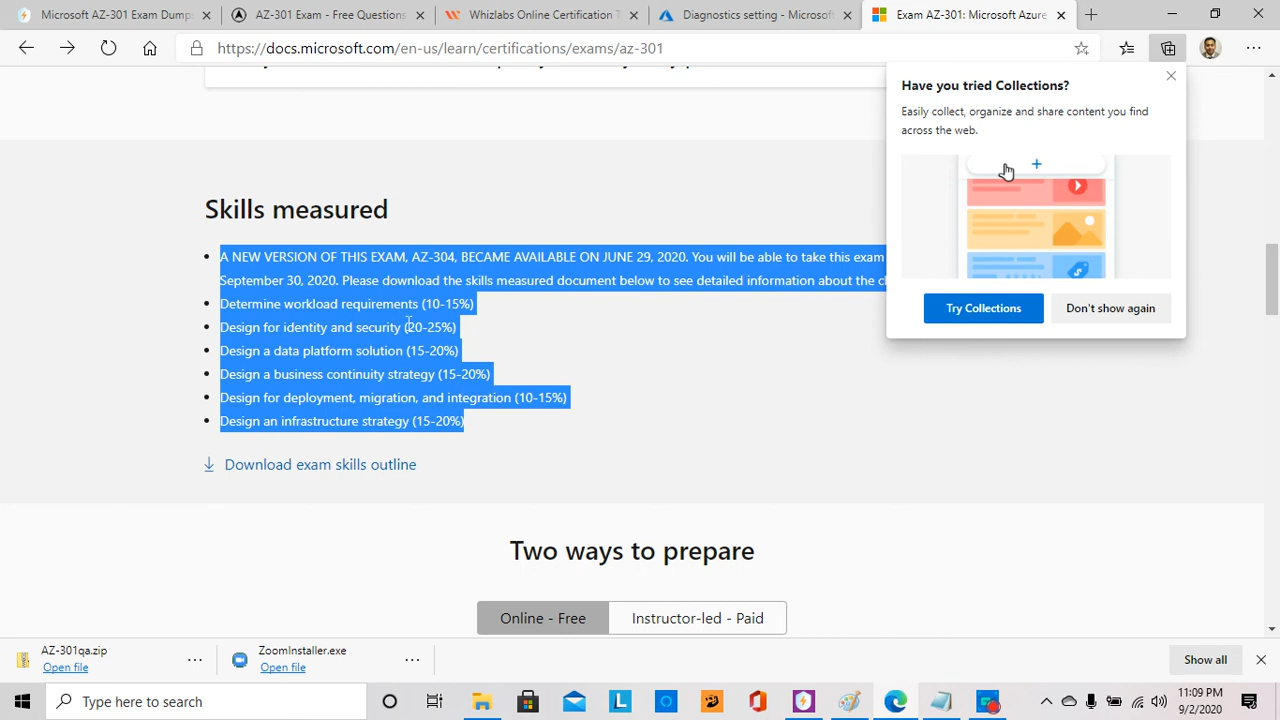 Microsoft AZ-301 Exam Dumps
AZ-301 Exam - Free Questions
Whizlabs Online Certification T
Diagnostics setting - Microsoft
Exam AZ-301: Microsoft Azure
https://docs.microsoft.com/en-us/learn/certifications/exams/az-301
Have you tried Collections?
Easily collect, organize and share content you find
across the web.
Try Collections
Don't show again
Skills measured
A NEW VERSION OF THIS EXAM, AZ-304, BECAME AVAILABLE ON JUNE 29, 2020. You will be able to take this exam
September 30, 2020. Please download the skills measured document below to see detailed information about the
Determine workload requirements (10-15%)
Design for identity and security (20-25%)
Design a data platform solution (15-20%)
Design a business continuity strategy (15-20%)
Design for deployment, migration, and integration (10-15%)
Design an infrastructure strategy (15-20%)
Download exam skills outline
Two ways to prepare
Online - Free
Instructor-led - Paid
AZ-301qa.zip
Open file
ZoomInstaller.exe
Open file
Show all
Type here to search
11:09 PM
9/2/2020